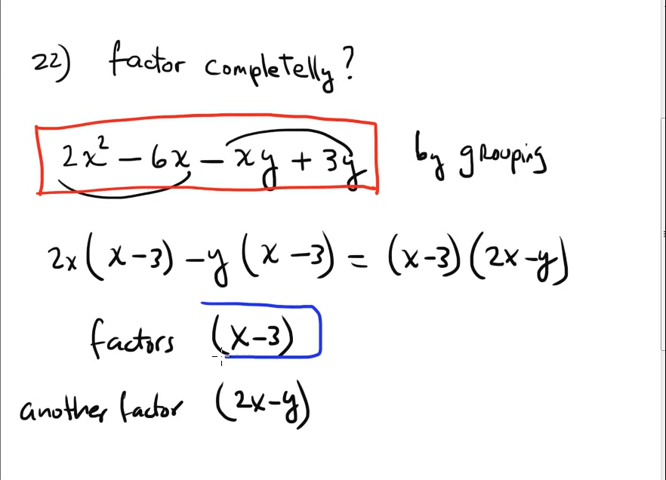 22) factor completelly?
2x² - 6x - xy + 3y by grouping
2x(x-3) - y(x-3) = (x-3)(2x-y)
factors (x-3)
another factor (2x-y)